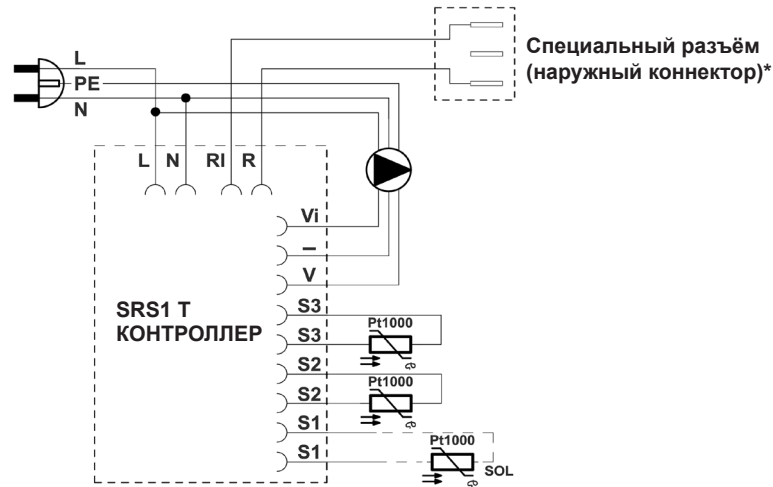 Специальный разъём
(наружный коннектор)*
L
PE
N
L N RI R
Vi
–
V
SRS1 T
КОНТРОЛЛЕР
S3
Pt1000
S3
S2
Pt1000
S2
S1
Pt1000
S1
SOL